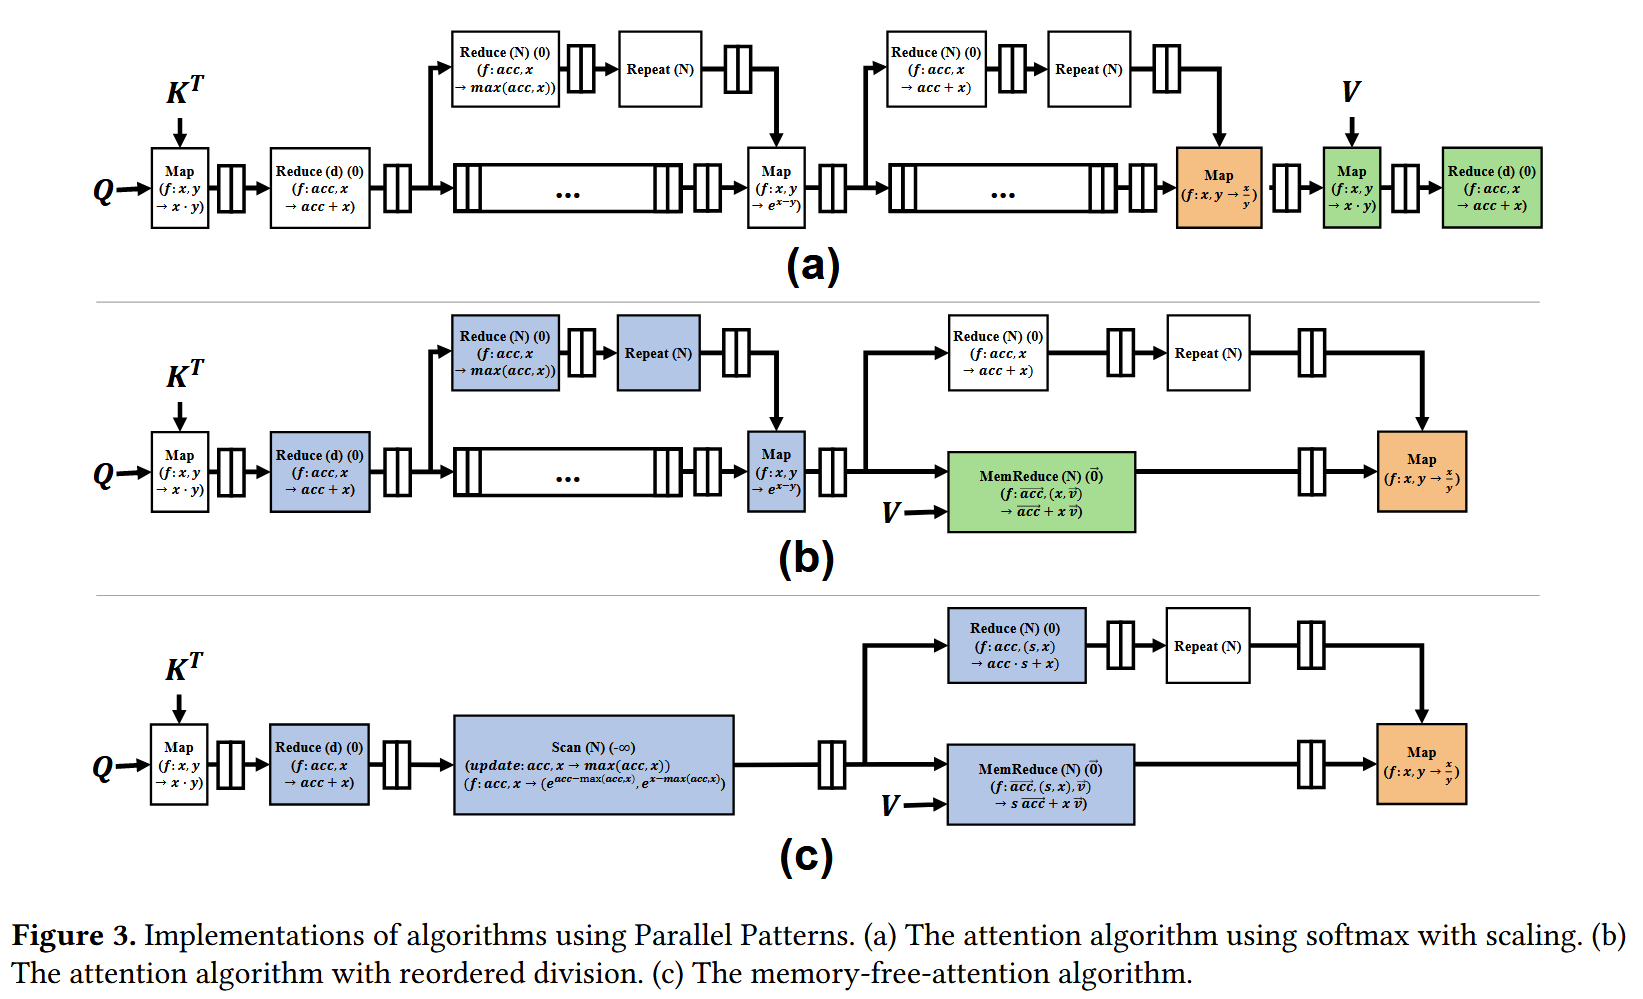 Reduce (N) (0)
(f: acc, x
→ max(acc, x))
Repeat (N)
Reduce (N) (0)
(f: acc, x
→ acc + x)
Repeat (N)
K^T
V
Q
Map
(f: x, y
→ x · y)
Reduce (d) (0)
(f: acc, x
→ acc + x)
...
Map
(f: x, y
→ e^{x−y})
...
Map
(f: x, y → x/y)
Map
(f: x, y
→ x · y)
Reduce (d) (0)
(f: acc, x
→ acc + x)
(a)
Reduce (N) (0)
(f: acc, x
→ max(acc, x))
Repeat (N)
Reduce (N) (0)
(f: acc, x
→ acc + x)
Repeat (N)
K^T
Q
Map
(f: x, y
→ x · y)
Reduce (d) (0)
(f: acc, x
→ acc + x)
...
Map
(f: x, y
→ e^{x−y})
V
MemReduce (N) (0⃗)
(f: a⃗c⃗c⃗, (x, v⃗)
→ a⃗c⃗c⃗ + x v⃗)
Map
(f: x, y → x/y)
(b)
Reduce (N) (0)
(f: acc, (s, x)
→ acc · s + x)
Repeat (N)
K^T
Q
Map
(f: x, y
→ x · y)
Reduce (d) (0)
(f: acc, x
→ acc + x)
Scan (N) (-∞)
(update: acc, x → max(acc, x))
(f: acc, x → (e^{acc−max(acc,x)}, e^{x−max(acc,x)})
V
MemReduce (N) (0⃗)
(f: a⃗c⃗c⃗, (s, x), v⃗)
→ s a⃗c⃗c⃗ + x v⃗)
Map
(f: x, y → x/y)
(c)
Figure 3. Implementations of algorithms using Parallel Patterns. (a) The attention algorithm using softmax with scaling. (b)
The attention algorithm with reordered division. (c) The memory-free-attention algorithm.